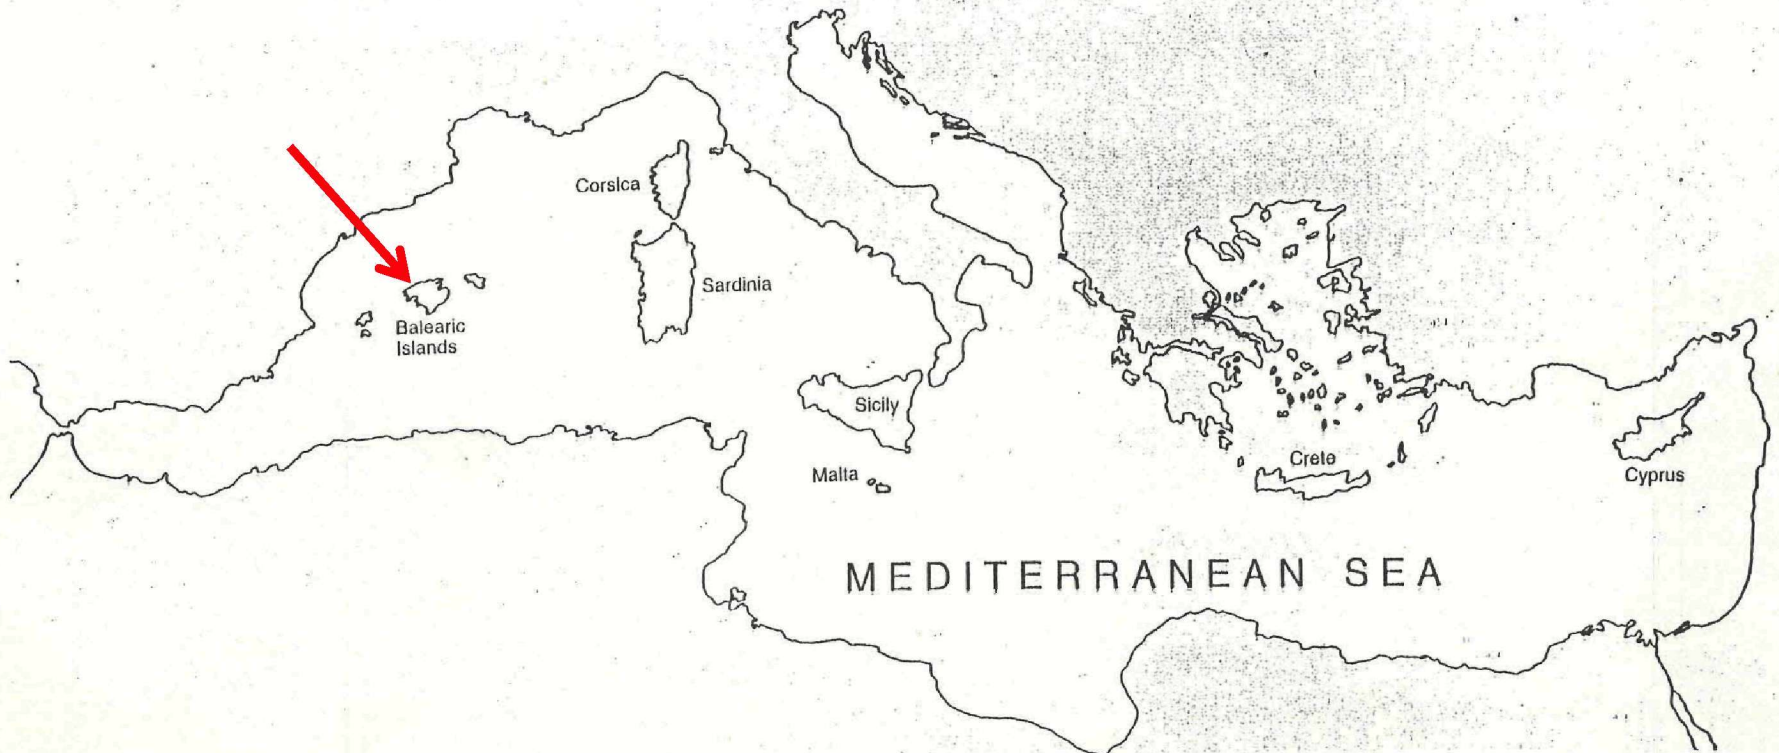 Corsica
Sardinia
Balearic
Islands
Sicily
Malta
Crete
Cyprus
MEDITERRANEAN SEA